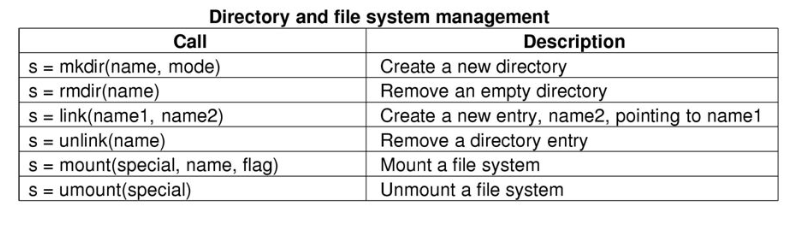 Directory and file system management
Call Description
s = mkdir(name, mode) Create a new directory
s = rmdir(name) Remove an empty directory
s = link(name1, name2) Create a new entry, name2, pointing to name1
s = unlink(name) Remove a directory entry
s = mount(special, name, flag) Mount a file system
s = umount(special) Unmount a file system